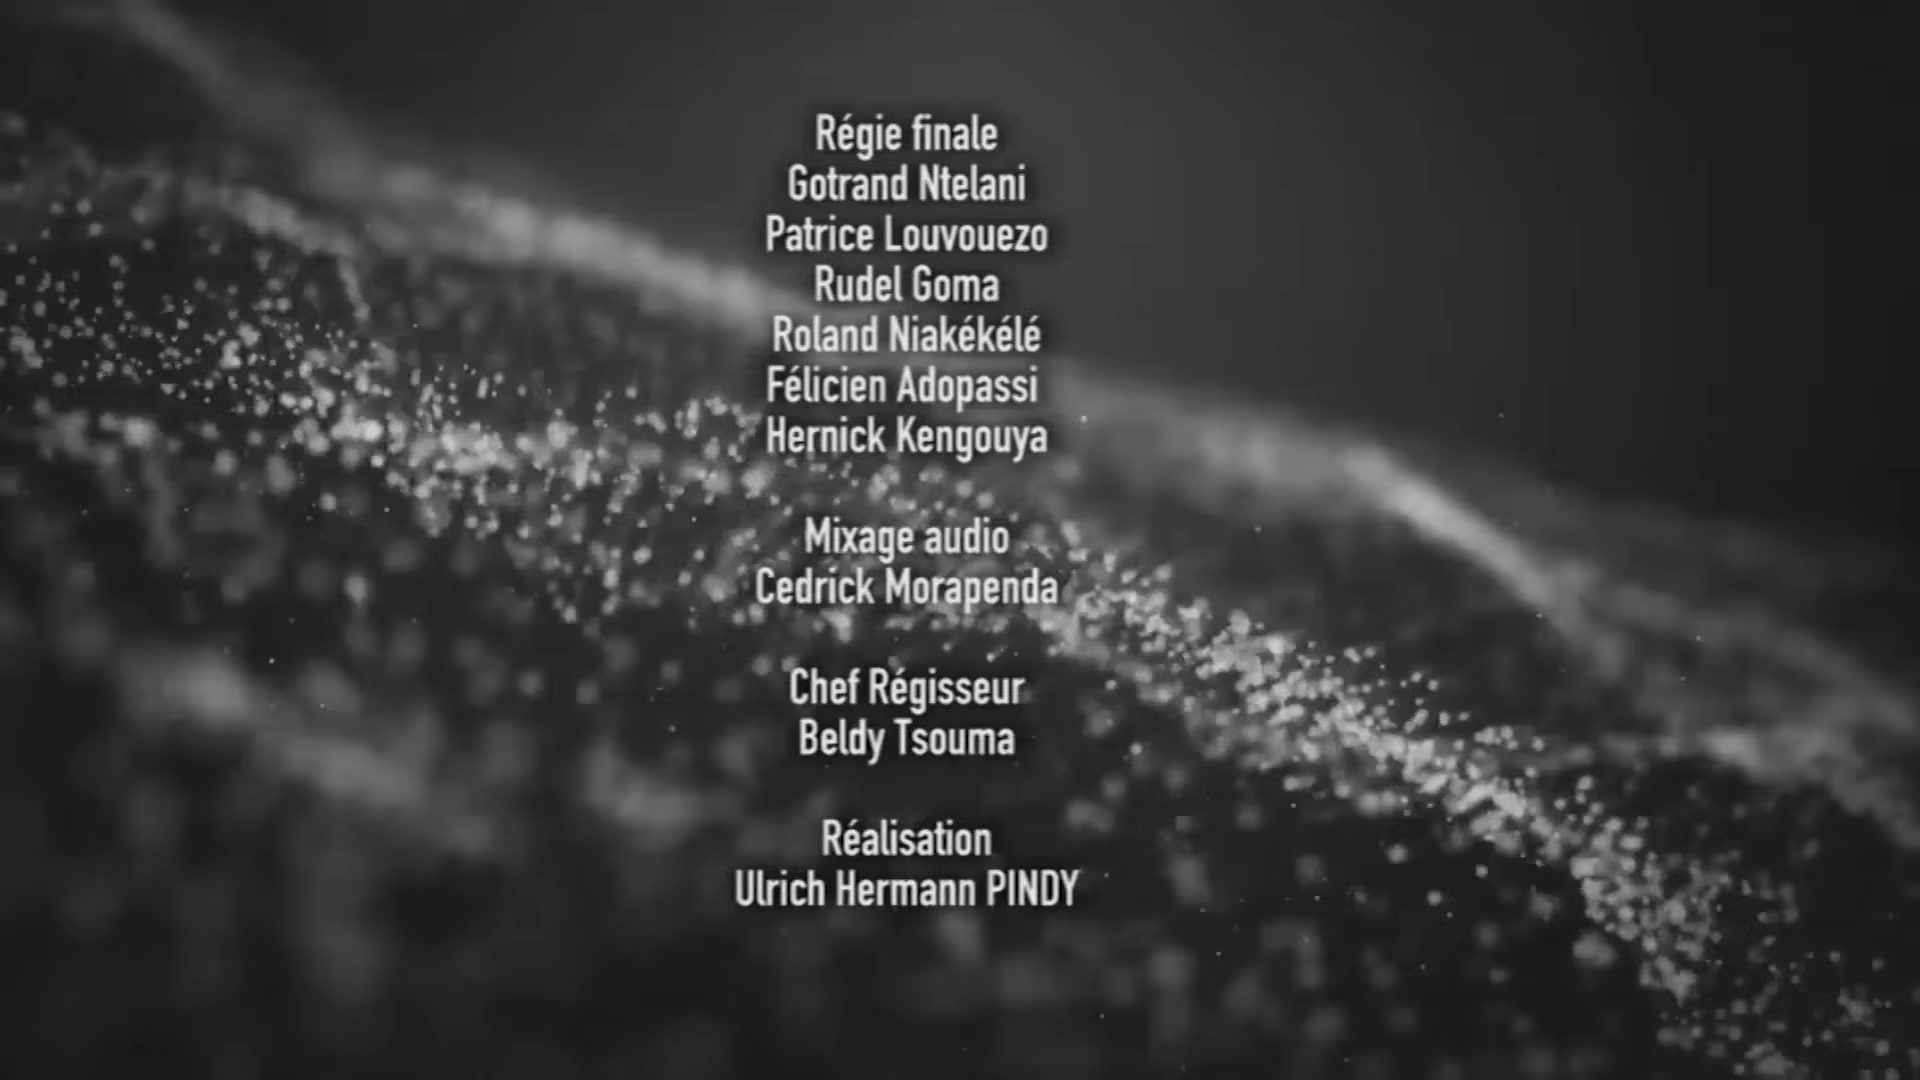 Régie finale
Gotrand Ntelani
Patrice Louvouezo
Rudel Goma
Roland Niakékélé
Félicien Adopassi
Hernick Kengouya
Mixage audio
Cedrick Morapenda
Chef Régisseur
Beldy Tsouma
Réalisation
Ulrich Hermann PINDY